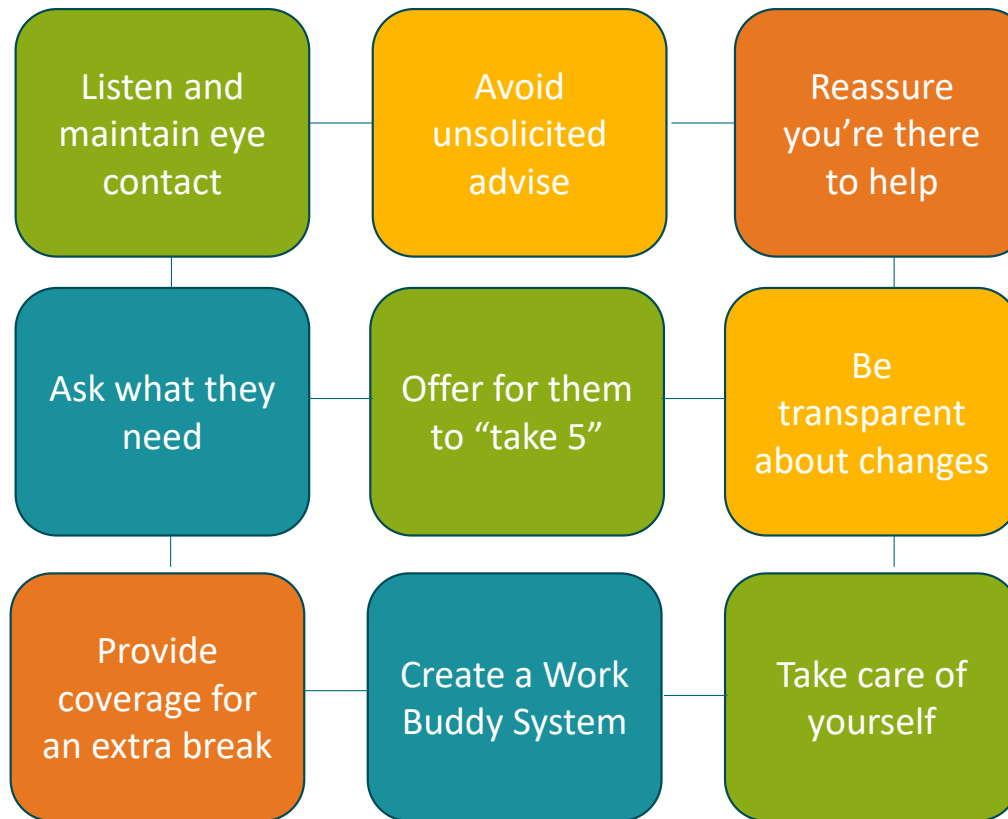 Listen and
maintain eye
contact
Avoid
unsolicited
advise
Reassure
you’re there
to help
Ask what they
need
Offer for them
to “take 5”
Be
transparent
about changes
Provide
coverage for
an extra break
Create a Work
Buddy System
Take care of
yourself